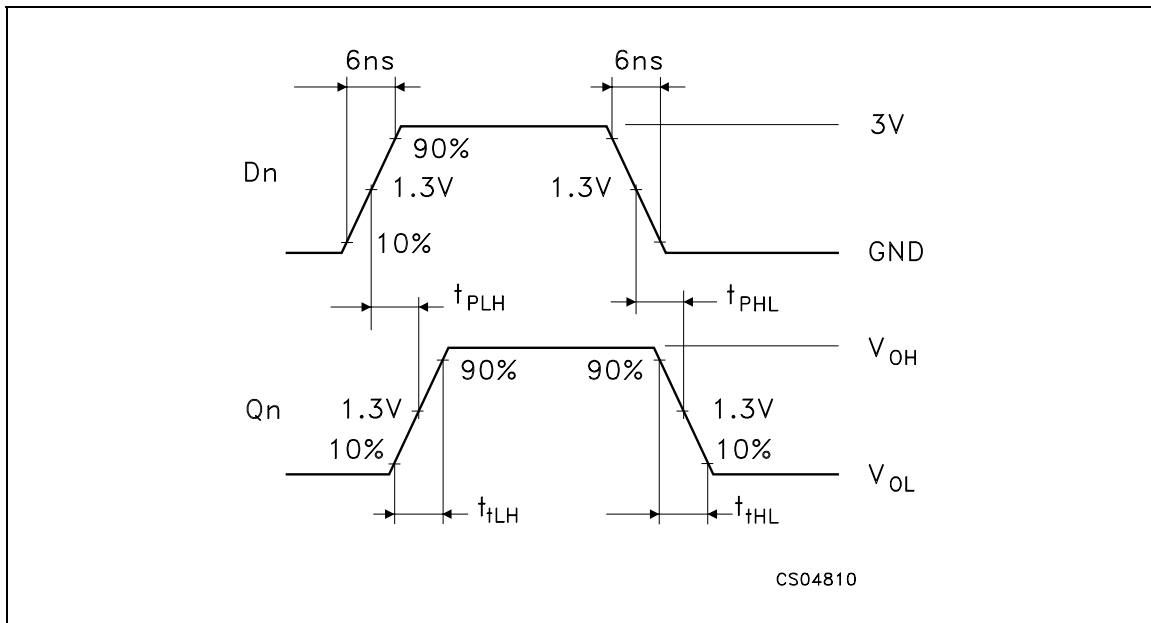 6ns 6ns
3V
90%
Dn
1.3V 1.3V
10%
GND
tPLH tPHL
VOH
90% 90%
Qn 1.3V 1.3V
10% 10%
VOL
ttLH ttHL
CS04810